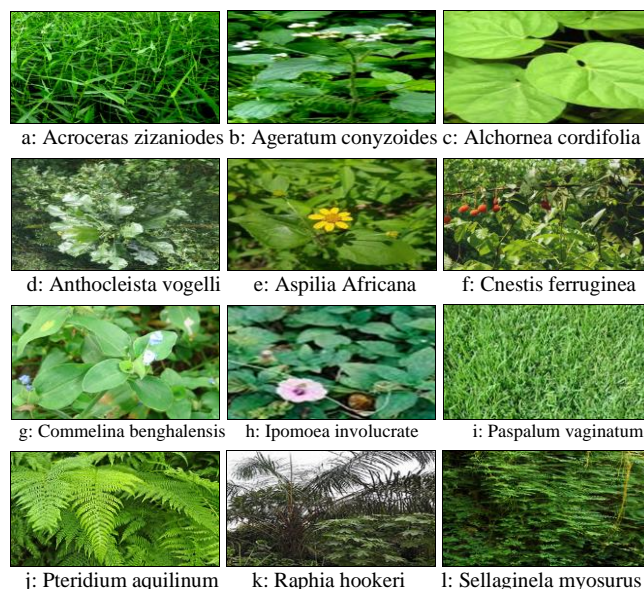 a: Acroceras zizaniodes b: Ageratum conyzoides c: Alchornea cordifolia
d: Anthocleista vogelli e: Aspilia Africana f: Cnestis ferruginea
g: Commelina benghalensis h: Ipomoea involucrate i: Paspalum vaginatum
j: Pteridium aquilinum k: Raphia hookeri l: Sellaginela myosurus